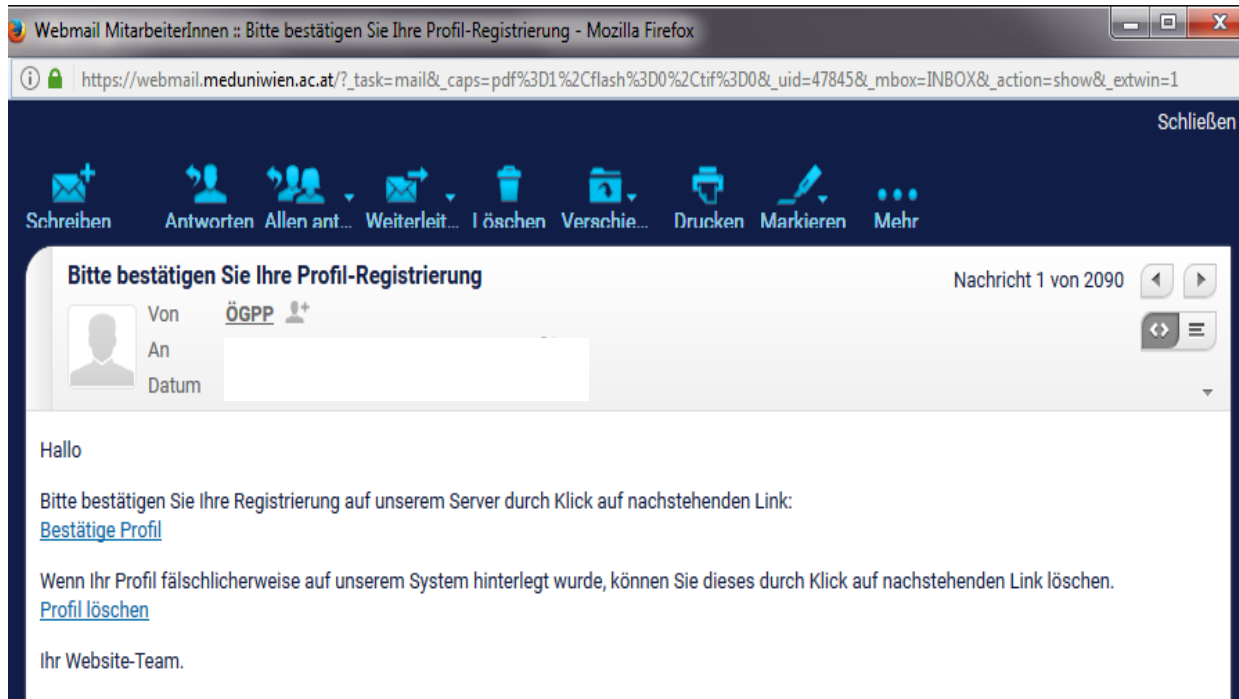 Webmail MitarbeiterInnen :: Bitte bestätigen Sie Ihre Profil-Registrierung - Mozilla Firefox
https://webmail.meduniwien.ac.at/?_task=mail&_caps=pdf%3D1%2Cflash%3D0%2Ctif%3D0&_uid=47845&_mbox=INBOX&_action=show&_extwin=1
Schließen
Schreiben Antworten Allen ant... Weiterleit... Löschen Verschie... Drucken Markieren Mehr
Bitte bestätigen Sie Ihre Profil-Registrierung Nachricht 1 von 2090
Von ÖGPP
An
Datum
Hallo
Bitte bestätigen Sie Ihre Registrierung auf unserem Server durch Klick auf nachstehenden Link:
Bestätige Profil
Wenn Ihr Profil fälschlicherweise auf unserem System hinterlegt wurde, können Sie dieses durch Klick auf nachstehenden Link löschen.
Profil löschen
Ihr Website-Team.